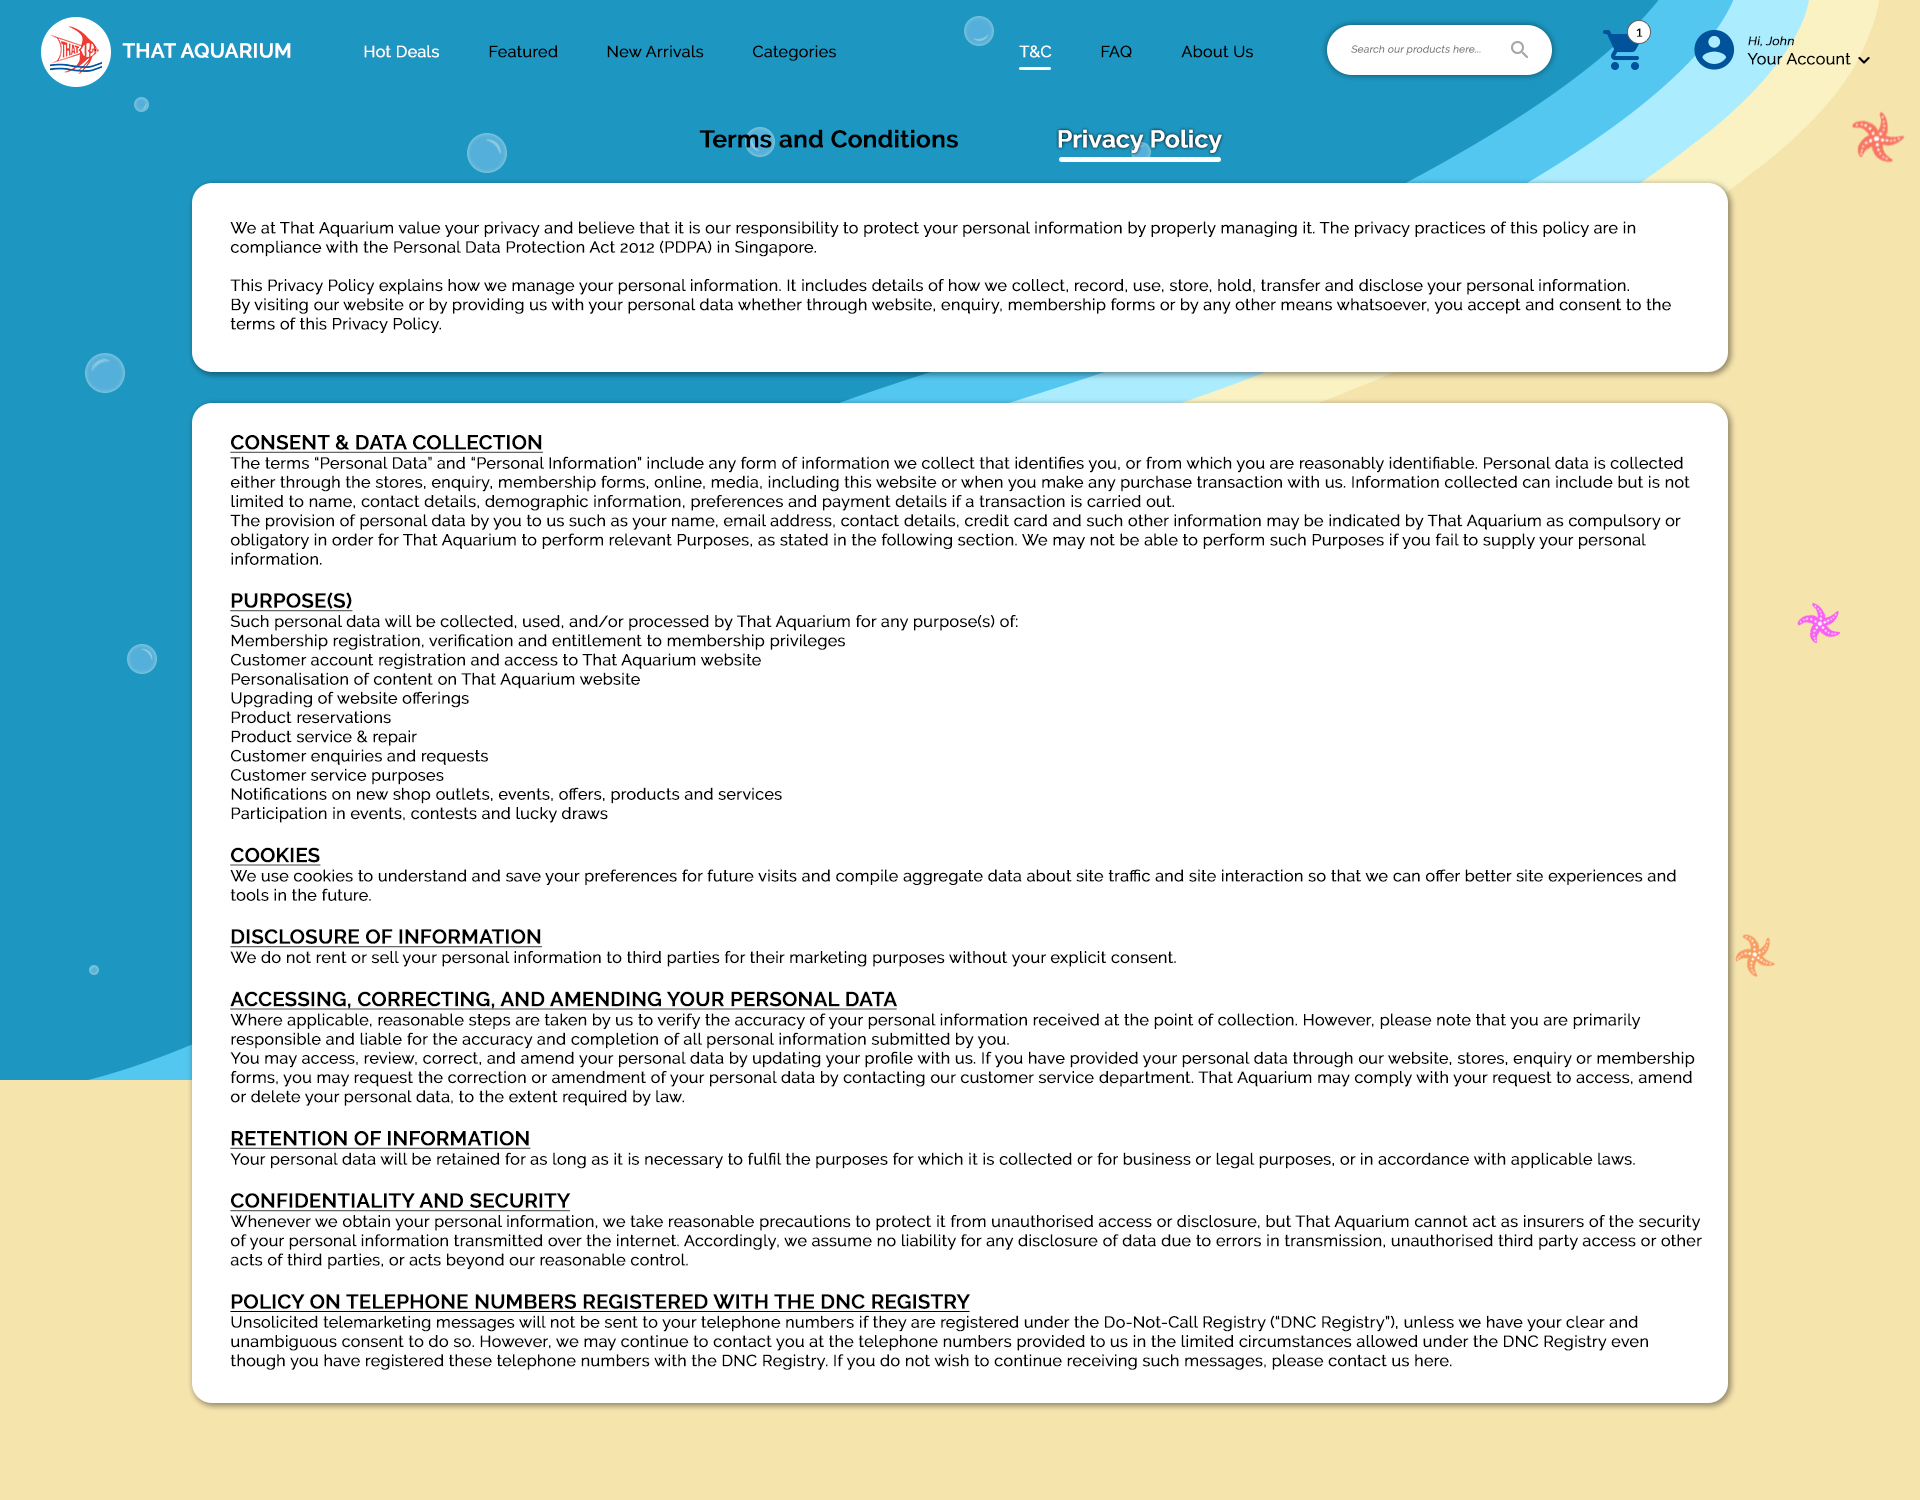 THAT
THAT AQUARIUM
Hot Deals
Featured
New Arrivals
Categories
T&C
FAQ
About Us
Search our products here...
1
Hi, John
Your Account
Terms and Conditions
Privacy Policy
We at That Aquarium value your privacy and believe that it is our responsibility to protect your personal information by properly managing it. The privacy practices of this policy are in
compliance with the Personal Data Protection Act 2012 (PDPA) in Singapore.
This Privacy Policy explains how we manage your personal information. It includes details of how we collect, record, use, store, hold, transfer and disclose your personal information.
By visiting our website or by providing us with your personal data whether through website, enquiry, membership forms or by any other means whatsoever, you accept and consent to the
terms of this Privacy Policy.
CONSENT & DATA COLLECTION
The terms “Personal Data” and “Personal Information” include any form of information we collect that identifies you, or from which you are reasonably identifiable. Personal data is collected
either through the stores, enquiry, membership forms, online, media, including this website or when you make any purchase transaction with us. Information collected can include but is not
limited to name, contact details, demographic information, preferences and payment details if a transaction is carried out.
The provision of personal data by you to us such as your name, email address, contact details, credit card and such other information may be indicated by That Aquarium as compulsory or
obligatory in order for That Aquarium to perform relevant Purposes, as stated in the following section. We may not be able to perform such Purposes if you fail to supply your personal
information.
PURPOSE(S)
Such personal data will be collected, used, and/or processed by That Aquarium for any purpose(s) of:
Membership registration, verification and entitlement to membership privileges
Customer account registration and access to That Aquarium website
Personalisation of content on That Aquarium website
Upgrading of website offerings
Product reservations
Product service & repair
Customer enquiries and requests
Customer service purposes
Notifications on new shop outlets, events, offers, products and services
Participation in events, contests and lucky draws
COOKIES
We use cookies to understand and save your preferences for future visits and compile aggregate data about site traffic and site interaction so that we can offer better site experiences and
tools in the future.
DISCLOSURE OF INFORMATION
We do not rent or sell your personal information to third parties for their marketing purposes without your explicit consent.
ACCESSING, CORRECTING, AND AMENDING YOUR PERSONAL DATA
Where applicable, reasonable steps are taken by us to verify the accuracy of your personal information received at the point of collection. However, please note that you are primarily
responsible and liable for the accuracy and completion of all personal information submitted by you.
You may access, review, correct, and amend your personal data by updating your profile with us. If you have provided your personal data through our website, stores, enquiry or membership
forms, you may request the correction or amendment of your personal data by contacting our customer service department. That Aquarium may comply with your request to access, amend
or delete your personal data, to the extent required by law.
RETENTION OF INFORMATION
Your personal data will be retained for as long as it is necessary to fulfil the purposes for which it is collected or for business or legal purposes, or in accordance with applicable laws.
CONFIDENTIALITY AND SECURITY
Whenever we obtain your personal information, we take reasonable precautions to protect it from unauthorised access or disclosure, but That Aquarium cannot act as insurers of the security
of your personal information transmitted over the internet. Accordingly, we assume no liability for any disclosure of data due to errors in transmission, unauthorised third party access or other
acts of third parties, or acts beyond our reasonable control.
POLICY ON TELEPHONE NUMBERS REGISTERED WITH THE DNC REGISTRY
Unsolicited telemarketing messages will not be sent to your telephone numbers if they are registered under the Do-Not-Call Registry ("DNC Registry"), unless we have your clear and
unambiguous consent to do so. However, we may continue to contact you at the telephone numbers provided to us in the limited circumstances allowed under the DNC Registry even
though you have registered these telephone numbers with the DNC Registry. If you do not wish to continue receiving such messages, please contact us here.